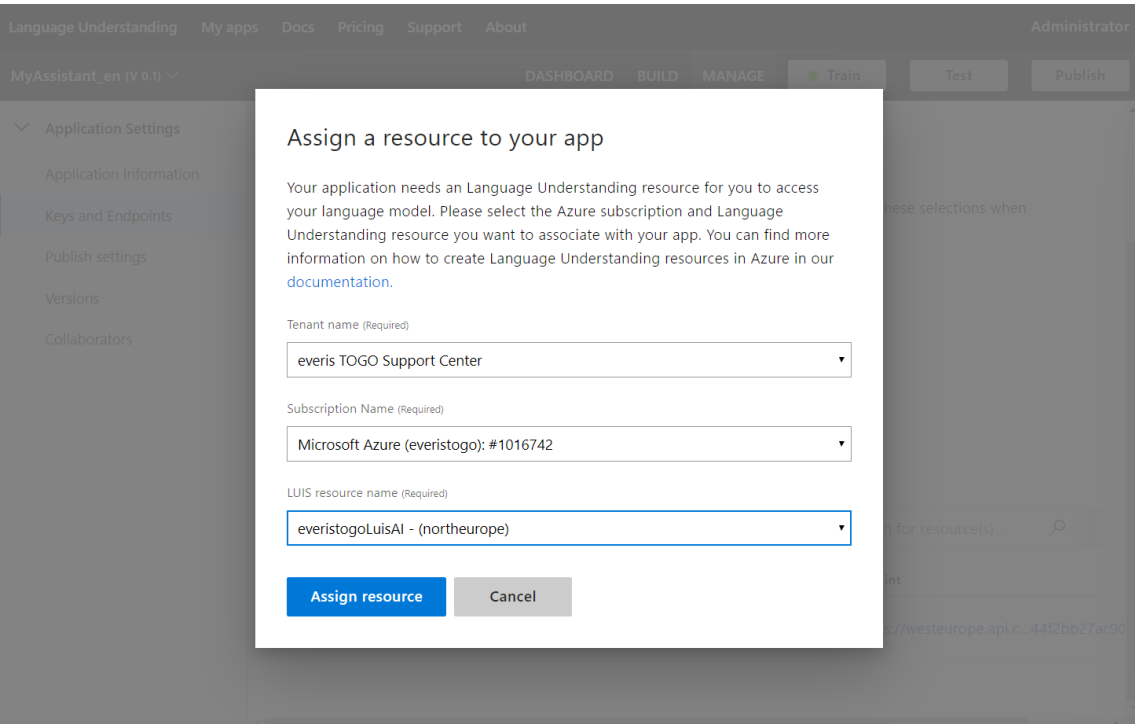 Language Understanding My apps Docs Pricing Support About Administrator
MyAssistant_en (V 0.1) DASHBOARD BUILD MANAGE Train Test Publish
Application Settings
Application Information
Keys and Endpoints
Publish settings
Versions
Collaborators
Assign a resource to your app
Your application needs an Language Understanding resource for you to access
your language model. Please select the Azure subscription and Language
Understanding resource you want to associate with your app. You can find more
information on how to create Language Understanding resources in Azure in our
documentation.
Tenant name (Required)
everis TOGO Support Center
Subscription Name (Required)
Microsoft Azure (everistogo): #1016742
LUIS resource name (Required)
everistogoLuisAI - (northeurope)
Assign resource Cancel
selections when
for resource(s)
s://westeurope.api.c...44f2bb27ac90